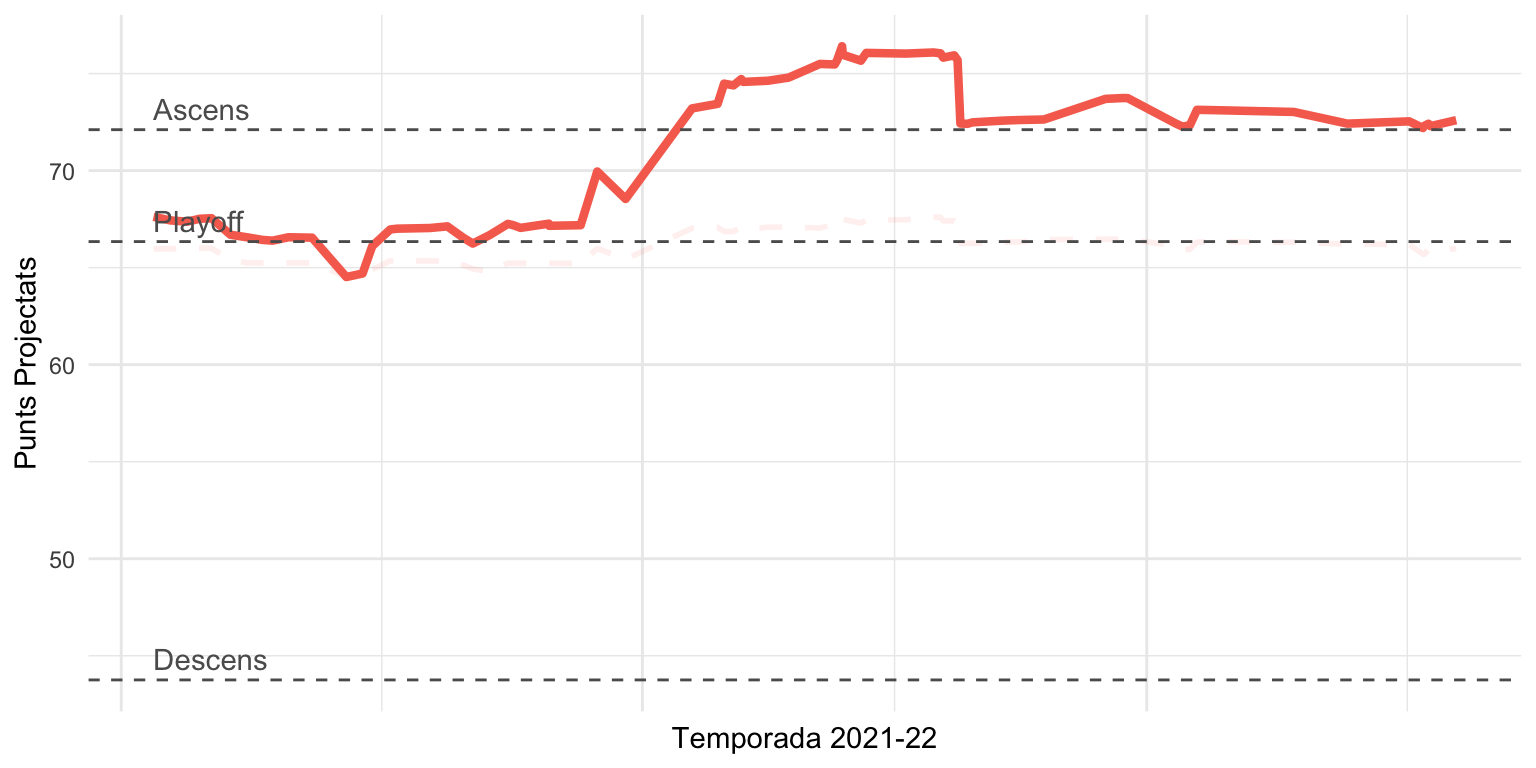 Ascens
70
Playoff
60
Punts Projectats
50
Descens
Temporada 2021-22